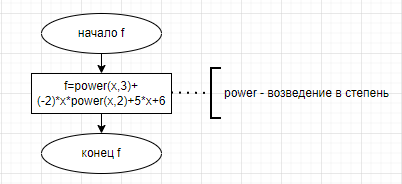 начало f
f=power(x,3)+
(-2)*x*power(x,2)+5*x+6
power - возведение в степень
конец f